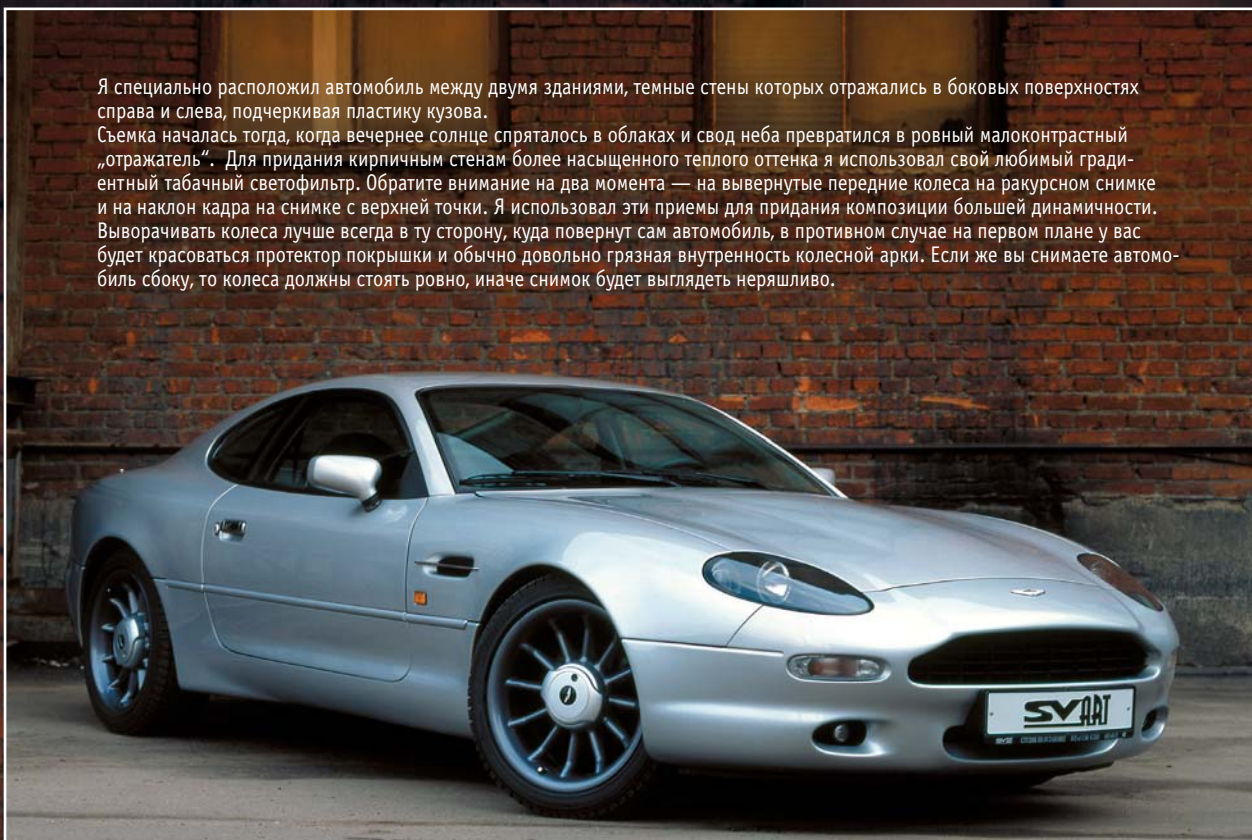 Я специально расположил автомобиль между двумя зданиями, темные стены которых отражались в боковых поверхностях
справа и слева, подчеркивая пластику кузова.
Съемка началась тогда, когда вечернее солнце спряталось в облаках и свод неба превратился в ровный малоконтрастный
„отражатель“. Для придания кирпичным стенам более насыщенного теплого оттенка я использовал свой любимый гради-
ентный табачный светофильтр. Обратите внимание на два момента — на вывернутые передние колеса на ракурсном снимке
и на наклон кадра на снимке с верхней точки. Я использовал эти приемы для придания композиции большей динамичности.
Выворачивать колеса лучше всегда в ту сторону, куда повернут сам автомобиль, в противном случае на первом плане у вас
будет красоваться протектор покрышки и обычно довольно грязная внутренность колесной арки. Если же вы снимаете автомо-
биль сбоку, то колеса должны стоять ровно, иначе снимок будет выглядеть неряшливо.
SVART